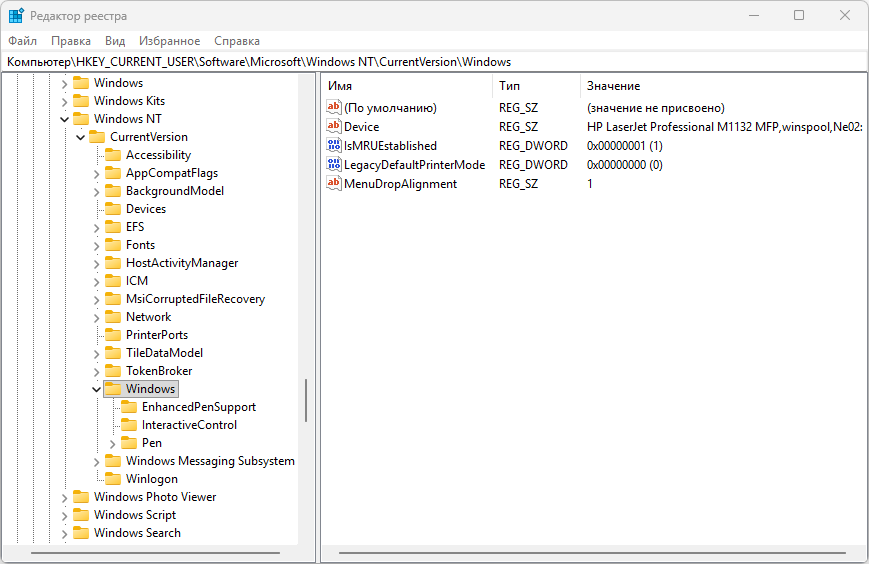 Редактор реестра
Файл Правка Вид Избранное Справка
Компьютер\HKEY_CURRENT_USER\Software\Microsoft\Windows NT\CurrentVersion\Windows
Windows
Windows Kits
Windows NT
CurrentVersion
Accessibility
AppCompatFlags
BackgroundModel
Devices
EFS
Fonts
HostActivityManager
ICM
MsiCorruptedFileRecovery
Network
PrinterPorts
TileDataModel
TokenBroker
Windows
EnhancedPenSupport
InteractiveControl
Pen
Windows Messaging Subsystem
Winlogon
Windows Photo Viewer
Windows Script
Windows Search
Имя Тип Значение
ab (По умолчанию) REG_SZ (значение не присвоено)
ab Device REG_SZ HP LaserJet Professional M1132 MFP,winspool,Ne02:
IsMRUEstablished REG_DWORD 0x00000001 (1)
LegacyDefaultPrinterMode REG_DWORD 0x00000000 (0)
ab MenuDropAlignment REG_SZ 1